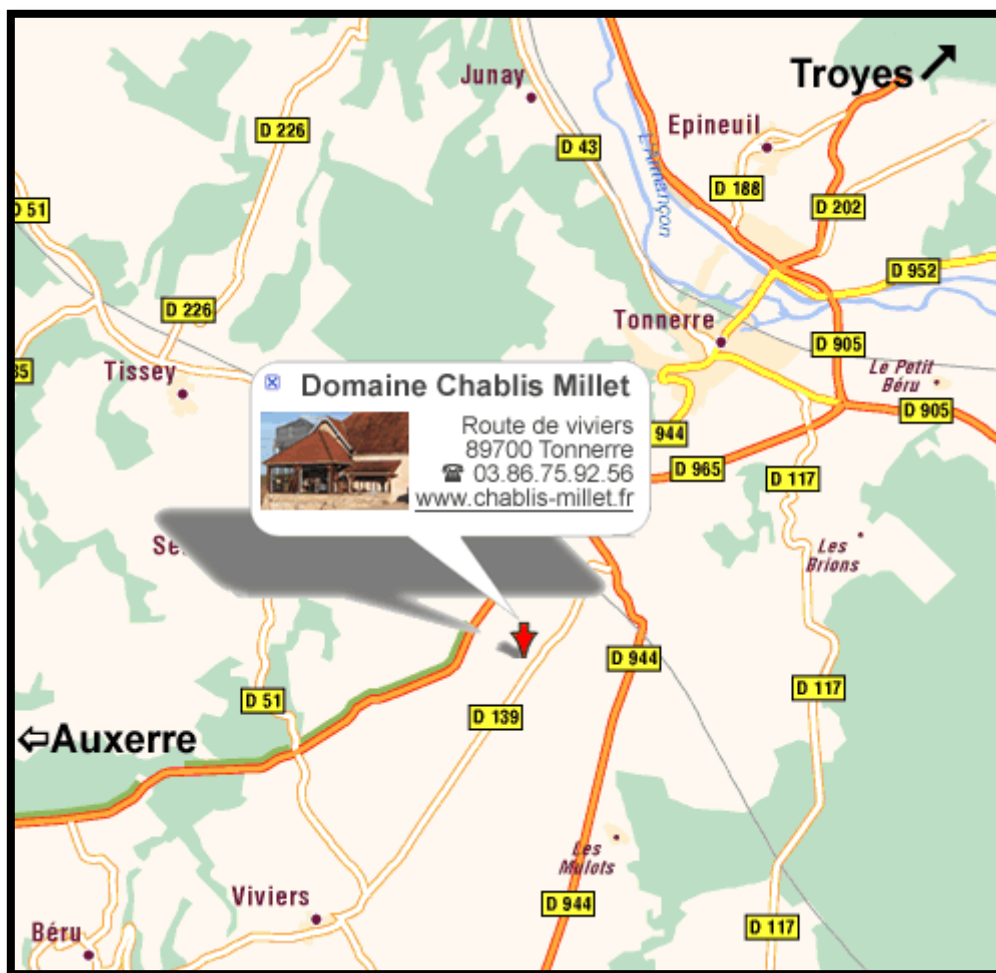 Troyes
Junay
Epineuil
D 226
D 43
L'Armançon
D 188
D 51
D 202
D 952
D 226
Tonnerre
D 905
Le Petit
Béru
Tissey
D 905
Domaine Chablis Millet
Route de viviers
89700 Tonnerre
03.86.75.92.56
www.chablis-millet.fr
944
D 965
D 117
Les
Brions
D 944
D 51
D 139
D 117
Auxerre
Les
Mulots
Viviers
D 944
D 117
Béru